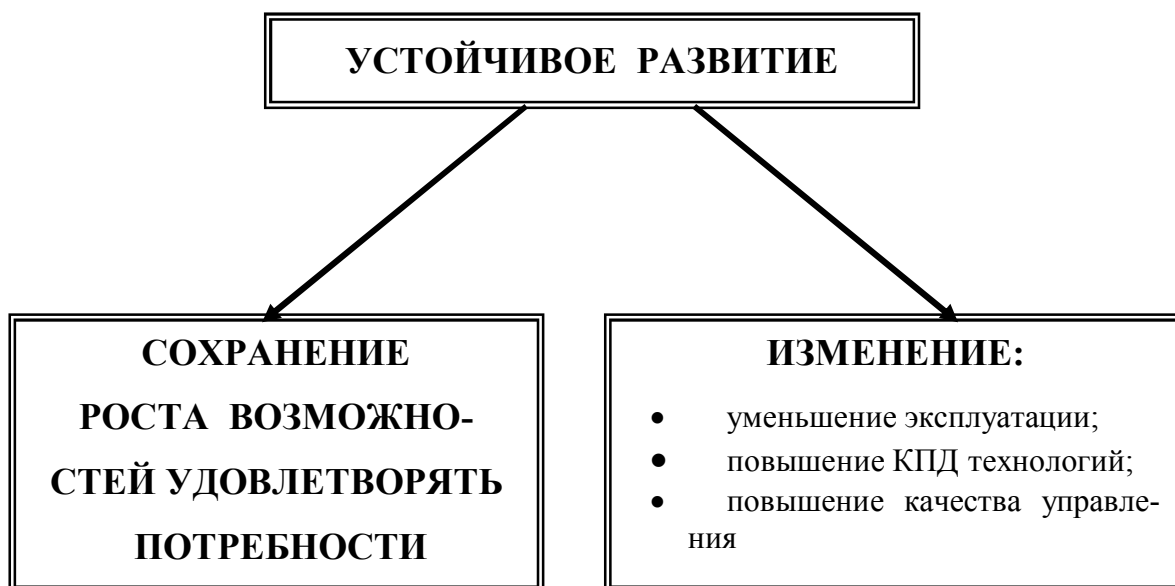 УСТОЙЧИВОЕ РАЗВИТИЕ
СОХРАНЕНИЕ
РОСТА ВОЗМОЖНО-
СТЕЙ УДОВЛЕТВОРЯТЬ
ПОТРЕБНОСТИ
ИЗМЕНЕНИЕ:
• уменьшение эксплуатации;
• повышение КПД технологий;
• повышение качества управле-
ния